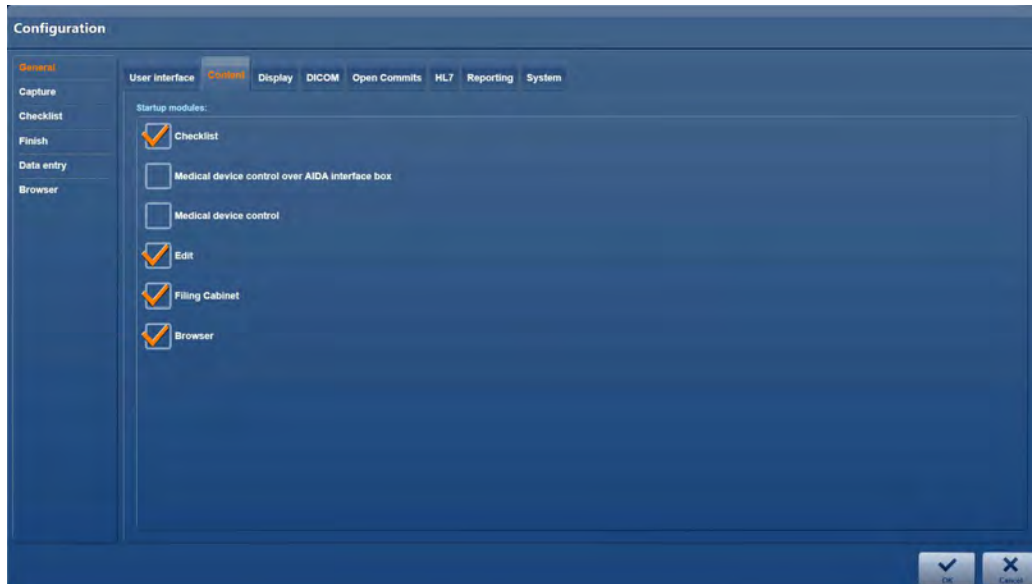 Configuration
General
Capture
Checklist
Finish
Data entry
Browser
User interface Content Display DICOM Open Commits HL7 Reporting System
Startup modules:
Checklist
Medical device control over AIDA interface box
Medical device control
Edit
Filing Cabinet
Browser
OK Cancel